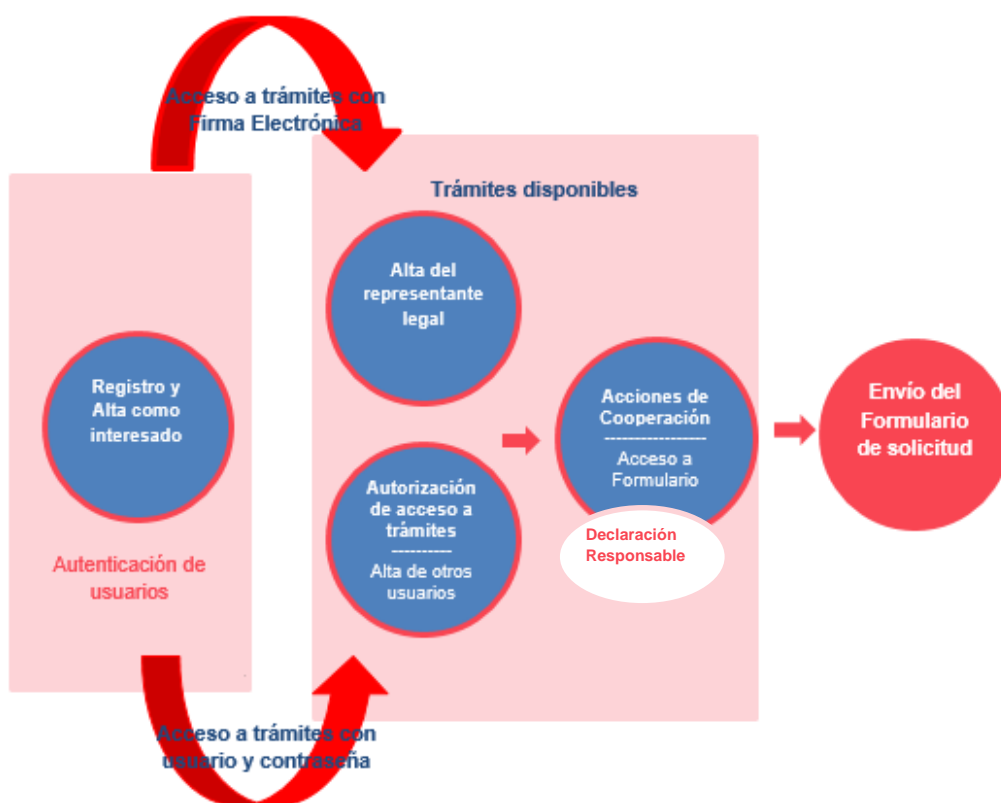 Acceso a trámites con
Firma Electrónica
Trámites disponibles
Alta del
representante
legal
Registro y
Alta como
interesado
Autenticación de
usuarios
Autorización
de acceso a
trámites
----------
Alta de otros
usuarios
Acciones de
Cooperación
-----------------
Acceso a
Formulario
Declaración
Responsable
Envío del
Formulario
de solicitud
Acceso a trámites con
usuario y contraseña